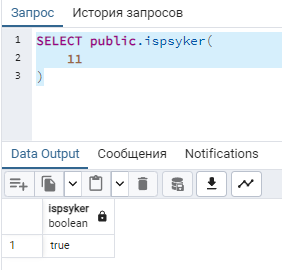 Запрос История запросов
1 SELECT public.ispsyker(
2 11
3 )
Data Output Сообщения Notifications
ispsyker
boolean
1 true